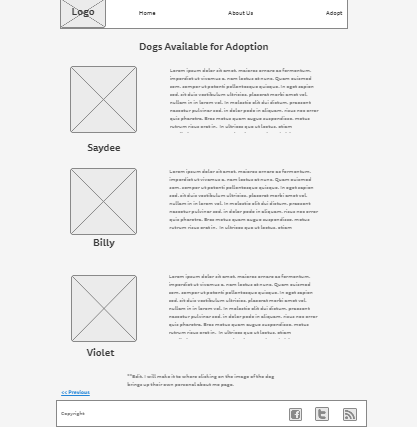 Logo
Home
About Us
Adopt
Dogs Available for Adoption
Lorem ipsum dolor sit amet, maiores ornare ac fermentum,
imperdiet ut vivamus a, nam lectus at nunc. Quam euismod
sem, semper ut potenti pellentesque quisque. In eget sapien
sed, sit duis vestibulum ultricies, placerat morbi amet vel,
nullam in in lorem vel. In molestie elit dui dictum, praesent
nascetur pulvinar sed, in dolor pede in aliquam, risus nec error
quis pharetra. Eros metus quam augue suspendisse, metus
rutrum risus erat in. In ultrices quo ut lectus, etiam
Saydee
Lorem ipsum dolor sit amet, maiores ornare ac fermentum,
imperdiet ut vivamus a, nam lectus at nunc. Quam euismod
sem, semper ut potenti pellentesque quisque. In eget sapien
sed, sit duis vestibulum ultricies, placerat morbi amet vel,
nullam in in lorem vel. In molestie elit dui dictum, praesent
nascetur pulvinar sed, in dolor pede in aliquam, risus nec error
quis pharetra. Eros metus quam augue suspendisse, metus
rutrum risus erat in. In ultrices quo ut lectus, etiam
Billy
Lorem ipsum dolor sit amet, maiores ornare ac fermentum,
imperdiet ut vivamus a, nam lectus at nunc. Quam euismod
sem, semper ut potenti pellentesque quisque. In eget sapien
sed, sit duis vestibulum ultricies, placerat morbi amet vel,
nullam in in lorem vel. In molestie elit dui dictum, praesent
nascetur pulvinar sed, in dolor pede in aliquam, risus nec error
quis pharetra. Eros metus quam augue suspendisse, metus
rutrum risus erat in. In ultrices quo ut lectus, etiam
Violet
**Edit. I will make it to where clicking on the image of the dog
brings up their own personal about me page.
<< Previous
Copyright